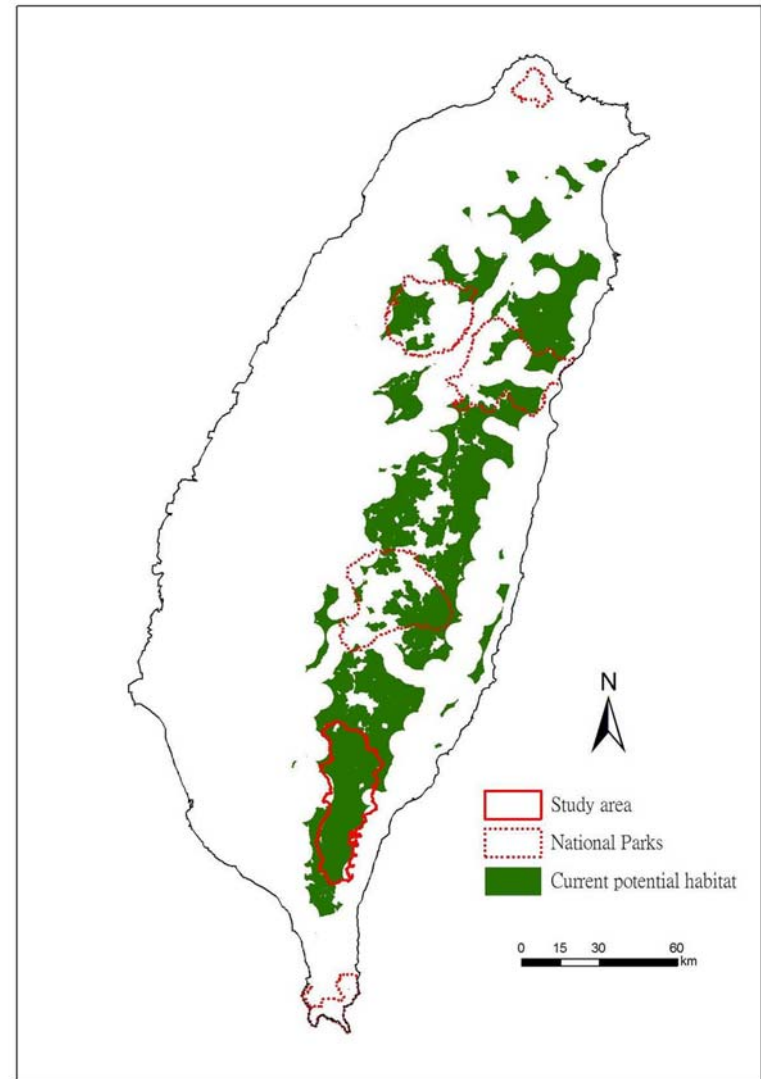 N
Study area
National Parks
Current potential habitat
0 15 30 60
km